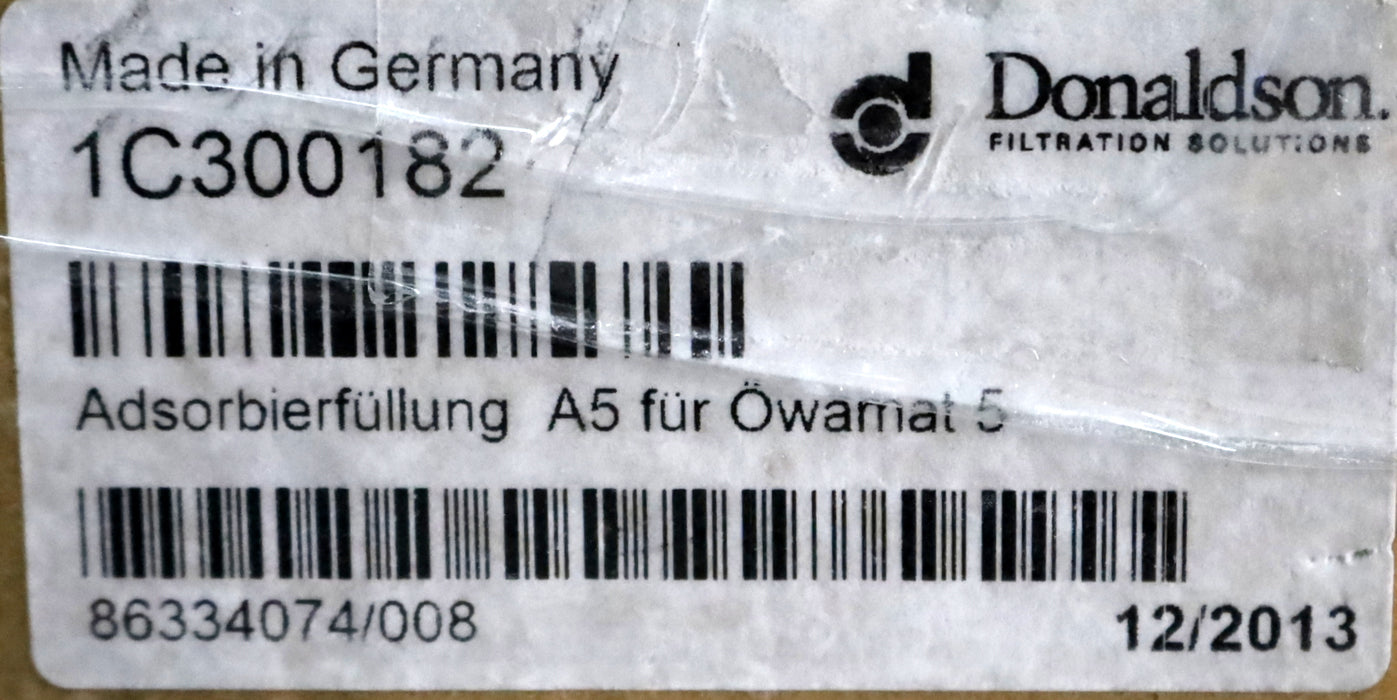 Made in Germany
1C300182
Donaldson.
FILTRATION SOLUTIONS
Adsorbierfüllung A5 für Öwamat 5
86334074/008
12/2013